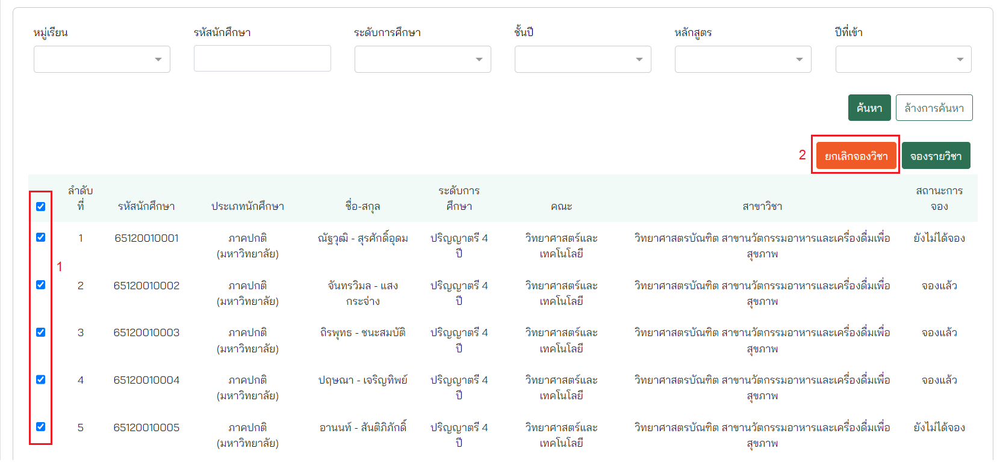 หมู่เรียน รหัสนักศึกษา ระดับการศึกษา ชั้นปี หลักสูตร ปีที่เข้า
ค้นหา ล้างการค้นหา
2 ยกเลิกจองวิชา จองรายวิชา
ลำดับที่ รหัสนักศึกษา ประเภทนักศึกษา ชื่อ-สกุล ระดับการศึกษา คณะ สาขาวิชา สถานะการจอง
1 65120010001 ภาคปกติ ณัฐวุฒิ - สุรศักดิ์อุดม ปริญญาตรี 4 วิทยาศาสตร์และ วิทยาศาสตรบัณฑิต สาขานวัตกรรมอาหารและเครื่องดื่มเพื่อ ยังไม่ได้จอง
(มหาวิทยาลัย) ปี เทคโนโลยี สุขภาพ
1
2 65120010002 ภาคปกติ จันทรวิมล - แสง ปริญญาตรี 4 วิทยาศาสตร์และ วิทยาศาสตรบัณฑิต สาขานวัตกรรมอาหารและเครื่องดื่มเพื่อ จองแล้ว
(มหาวิทยาลัย) กระจ่าง ปี เทคโนโลยี สุขภาพ
3 65120010003 ภาคปกติ ถิรพุทธ - ชนะสมบัติ ปริญญาตรี 4 วิทยาศาสตร์และ วิทยาศาสตรบัณฑิต สาขานวัตกรรมอาหารและเครื่องดื่มเพื่อ จองแล้ว
(มหาวิทยาลัย) ปี เทคโนโลยี สุขภาพ
4 65120010004 ภาคปกติ ปฤษณา - เจริญทิพย์ ปริญญาตรี 4 วิทยาศาสตร์และ วิทยาศาสตรบัณฑิต สาขานวัตกรรมอาหารและเครื่องดื่มเพื่อ จองแล้ว
(มหาวิทยาลัย) ปี เทคโนโลยี สุขภาพ
5 65120010005 ภาคปกติ อานนท์ - สันติภิภักดิ์ ปริญญาตรี 4 วิทยาศาสตร์และ วิทยาศาสตรบัณฑิต สาขานวัตกรรมอาหารและเครื่องดื่มเพื่อ ยังไม่ได้จอง
(มหาวิทยาลัย) ปี เทคโนโลยี สุขภาพ